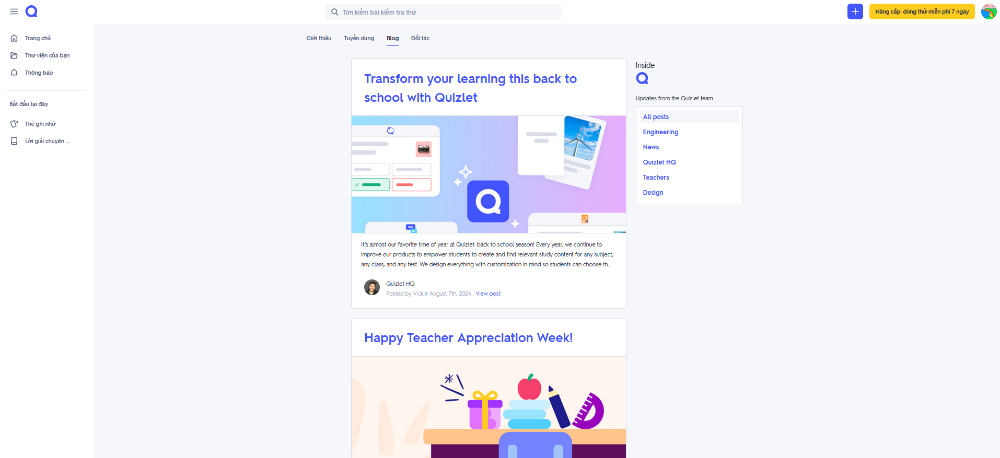 Tìm kiếm bài kiểm tra thử
Nâng cấp: dùng thử miễn phí 7 ngày
Trang chủ
Thư viện của bạn
Thông báo
Bắt đầu tại đây
Thẻ ghi nhớ
Lời giải chuyên ...
Giới thiệu
Tuyển dụng
Blog
Đối tác
Transform your learning this back to
school with Quizlet
It's almost our favorite time of year at Quizlet: back to school season! Every year, we continue to
improve our products to empower students to create and find relevant study content for any subject,
any class, and any test. We design everything with customization in mind so students can choose th...
Quizlet HQ
Posted by Vickie August 7th, 2024 · View post
Happy Teacher Appreciation Week!
Inside
Updates from the Quizlet team
All posts
Engineering
News
Quizlet HQ
Teachers
Design